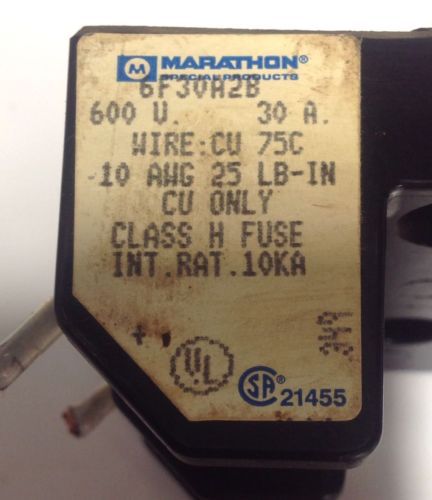 M MARATHON®
SPECIAL PRODUCTS
6F30A2B
600 V. 30 A.
WIRE:CU 75C
10 AWG 25 LB-IN
CU ONLY
CLASS H FUSE
INT.RAT.10KA
UL
SA® 21455